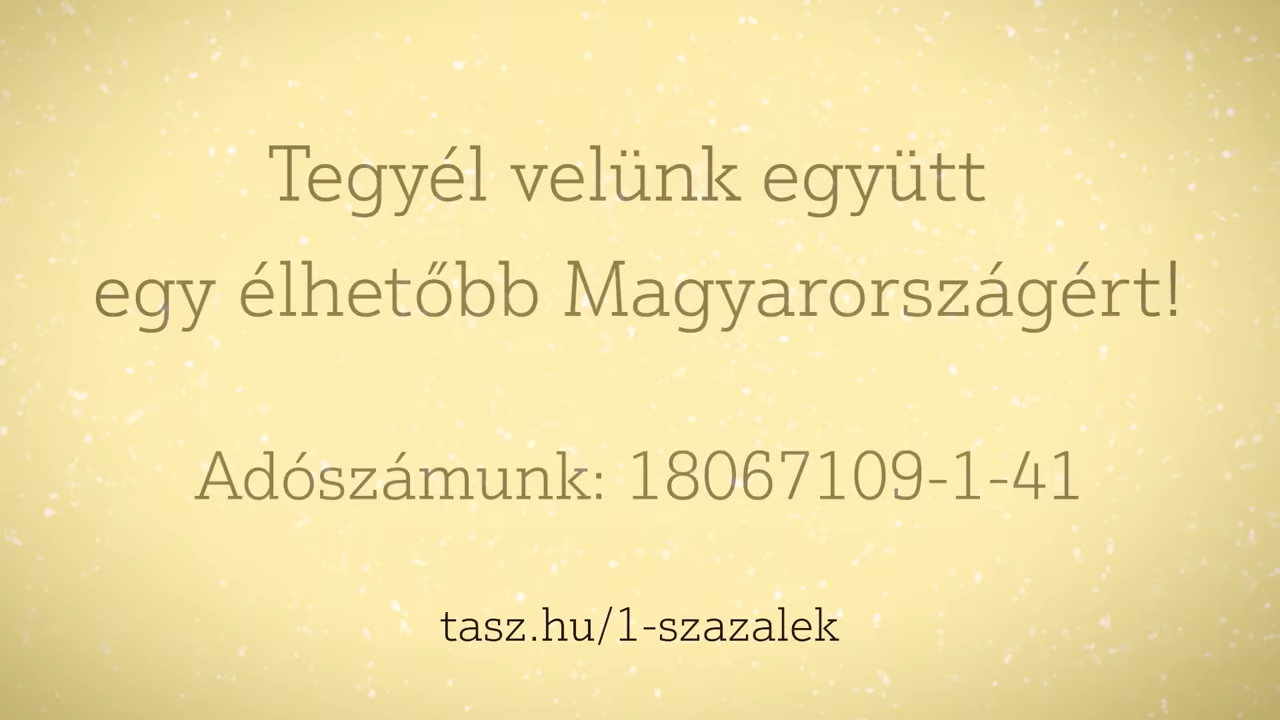 Tegyél velünk együtt
egy élhetőbb Magyarországért!
Adószámunk: 18067109-1-41
tasz.hu/1-szazalek